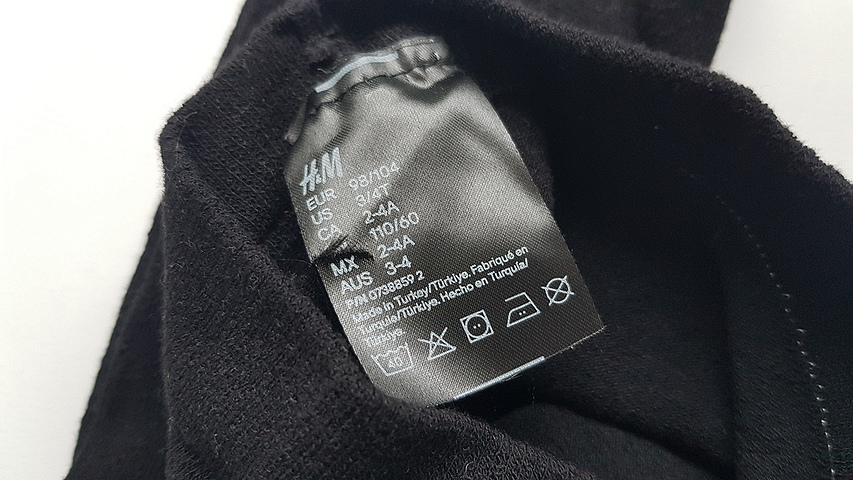 H&M
EUR 98/104
US 3/4T
CA 2-4A
110/60
MX 2-4A
AUS 3-4
P/N 0738859 2
Made in Turkey/Türkiye. Fabriqué en
Turquie/Türkiye. Hecho en Turquía/
Türkiye.
40